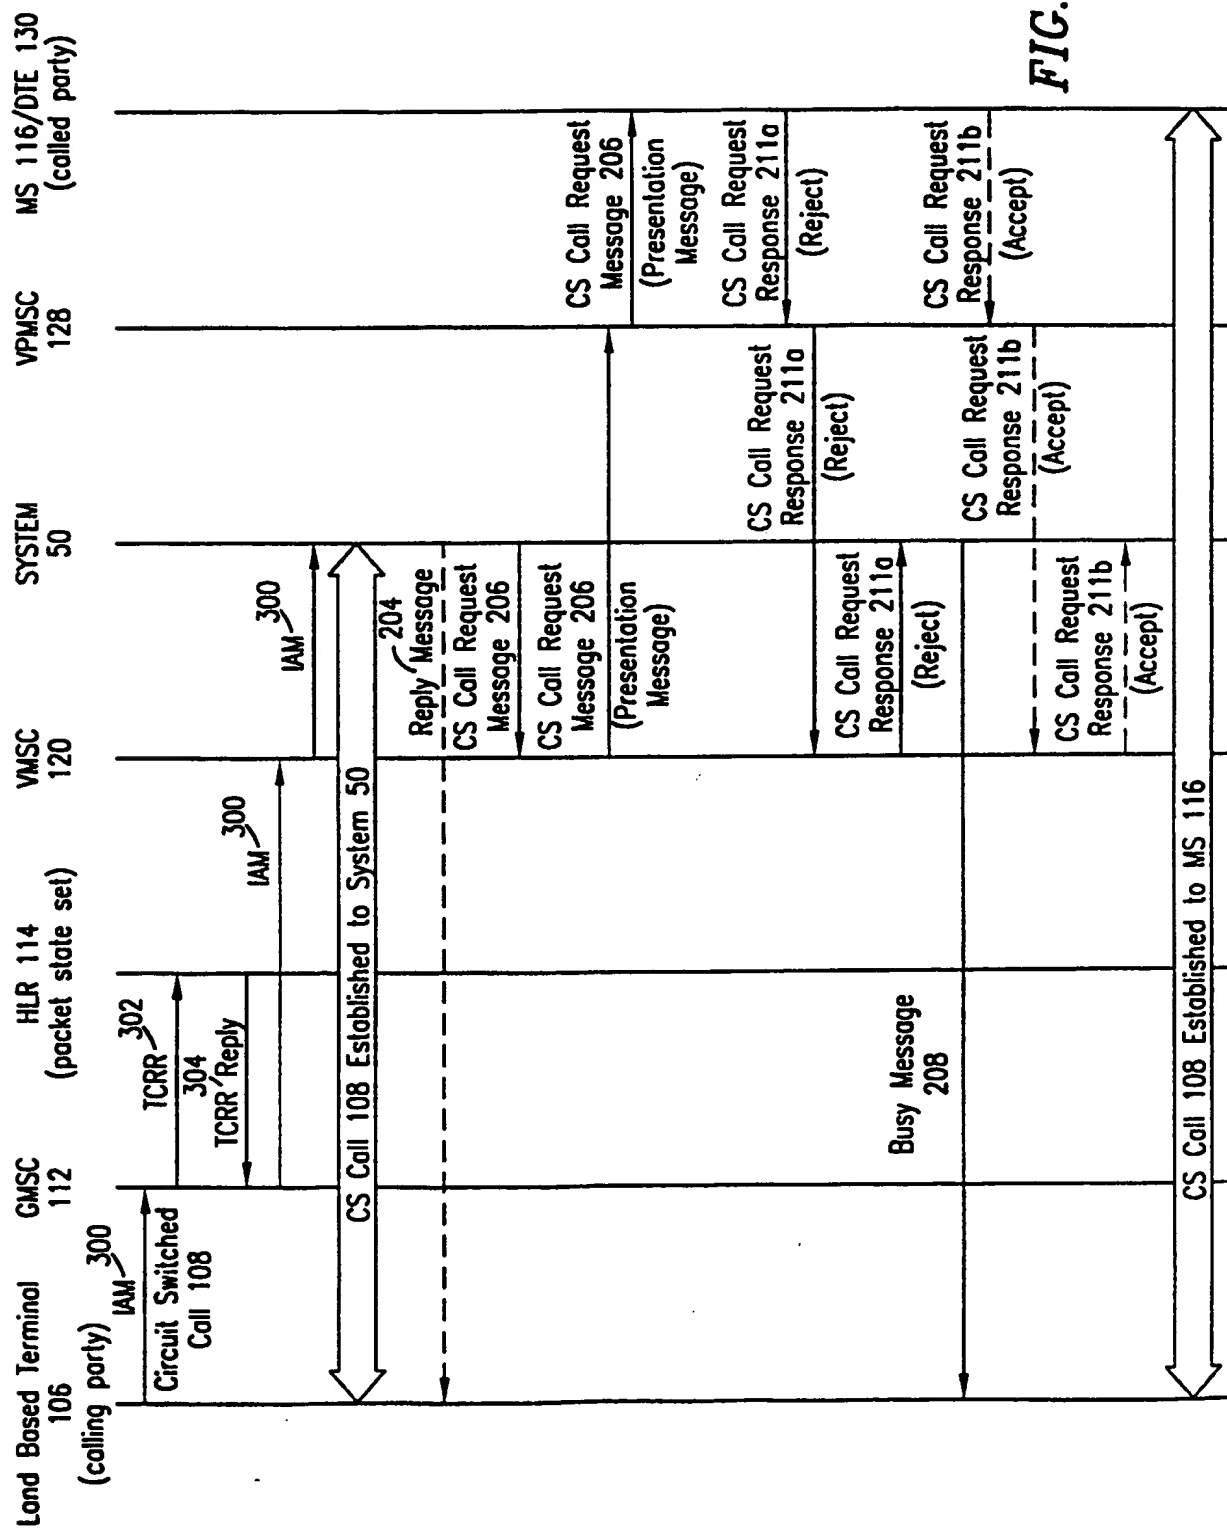 Land Based Terminal
106
(calling party)
GMSC
112
HLR 114
(packet state set)
VMSC
120
SYSTEM
50
VPMSC
128
MS 116/DTE 130
(called party)
300
IAM
Circuit Switched
Call 108
302
TCRR
304
TCRR Reply
300
IAM
300
IAM
CS Call 108 Established to System 50
204
Reply Message
CS Call Request
Message 206
CS Call Request
Message 206
(Presentation
Message)
CS Call Request
Message 206
(Presentation
Message)
CS Call Request
Response 211a
(Reject)
CS Call Request
Response 211a
(Reject)
CS Call Request
Response 211a
(Reject)
Busy Message
208
CS Call Request
Response 211b
(Accept)
CS Call Request
Response 211b
(Accept)
CS Call Request
Response 211b
(Accept)
CS Call 108 Established to MS 116
FIG.